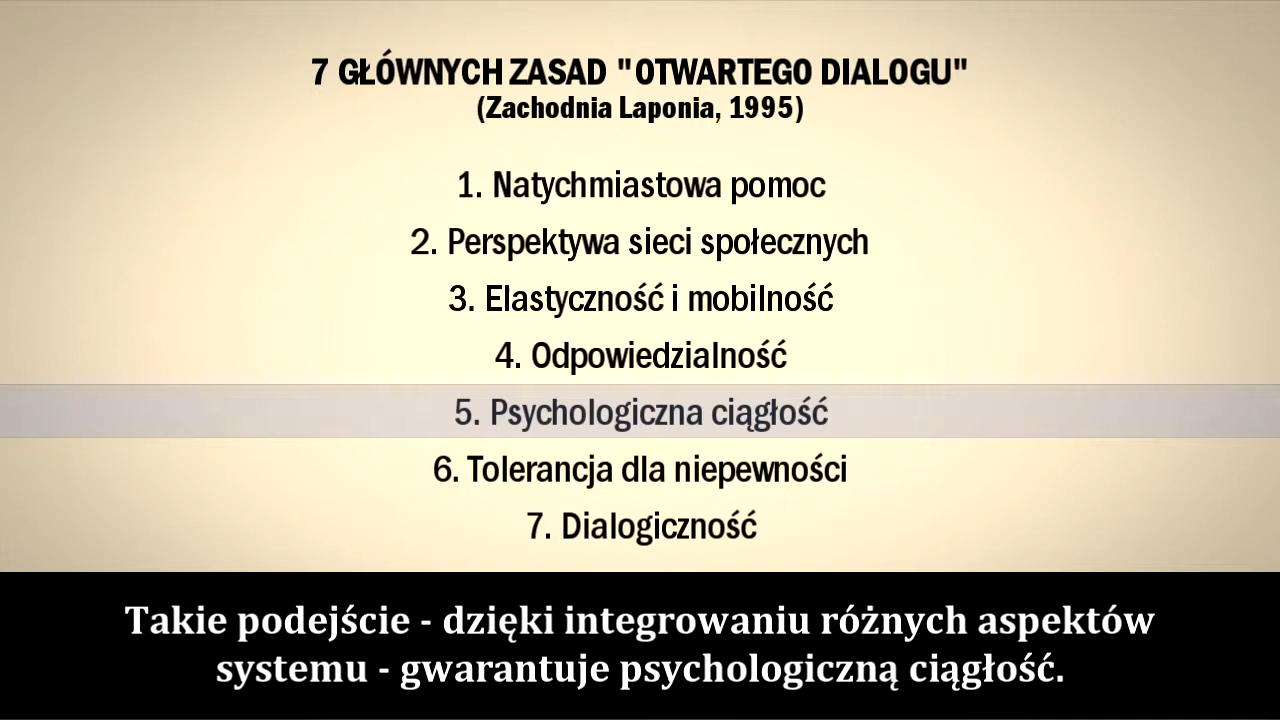 7 GŁÓWNYCH ZASAD "OTWARTEGO DIALOGU"
(Zachodnia Laponia, 1995)
1. Natychmiastowa pomoc
2. Perspektywa sieci społecznych
3. Elastyczność i mobilność
4. Odpowiedzialność
5. Psychologiczna ciągłość
6. Tolerancja dla niepewności
7. Dialogiczność
Takie podejście - dzięki integrowaniu różnych aspektów
systemu - gwarantuje psychologiczną ciągłość.